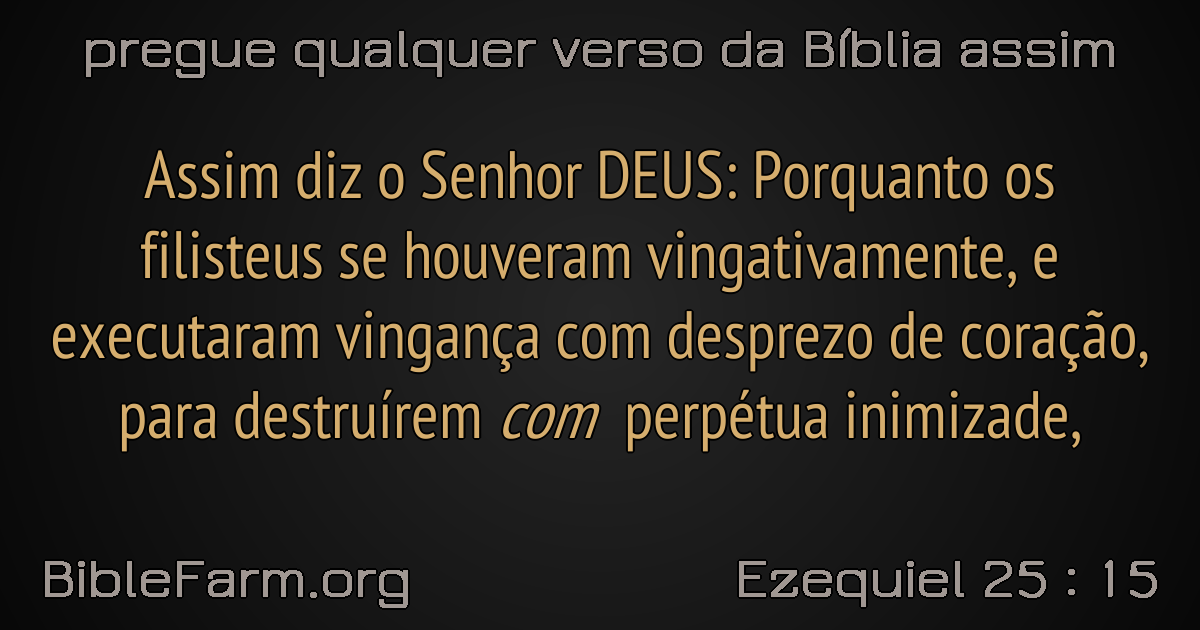 pregue qualquer verso da Bíblia assim
Assim diz o Senhor DEUS: Porquanto os
filisteus se houveram vingativamente, e
executaram vingança com desprezo de coração,
para destruírem com perpétua inimizade,
BibleFarm.org
Ezequiel 25 : 15